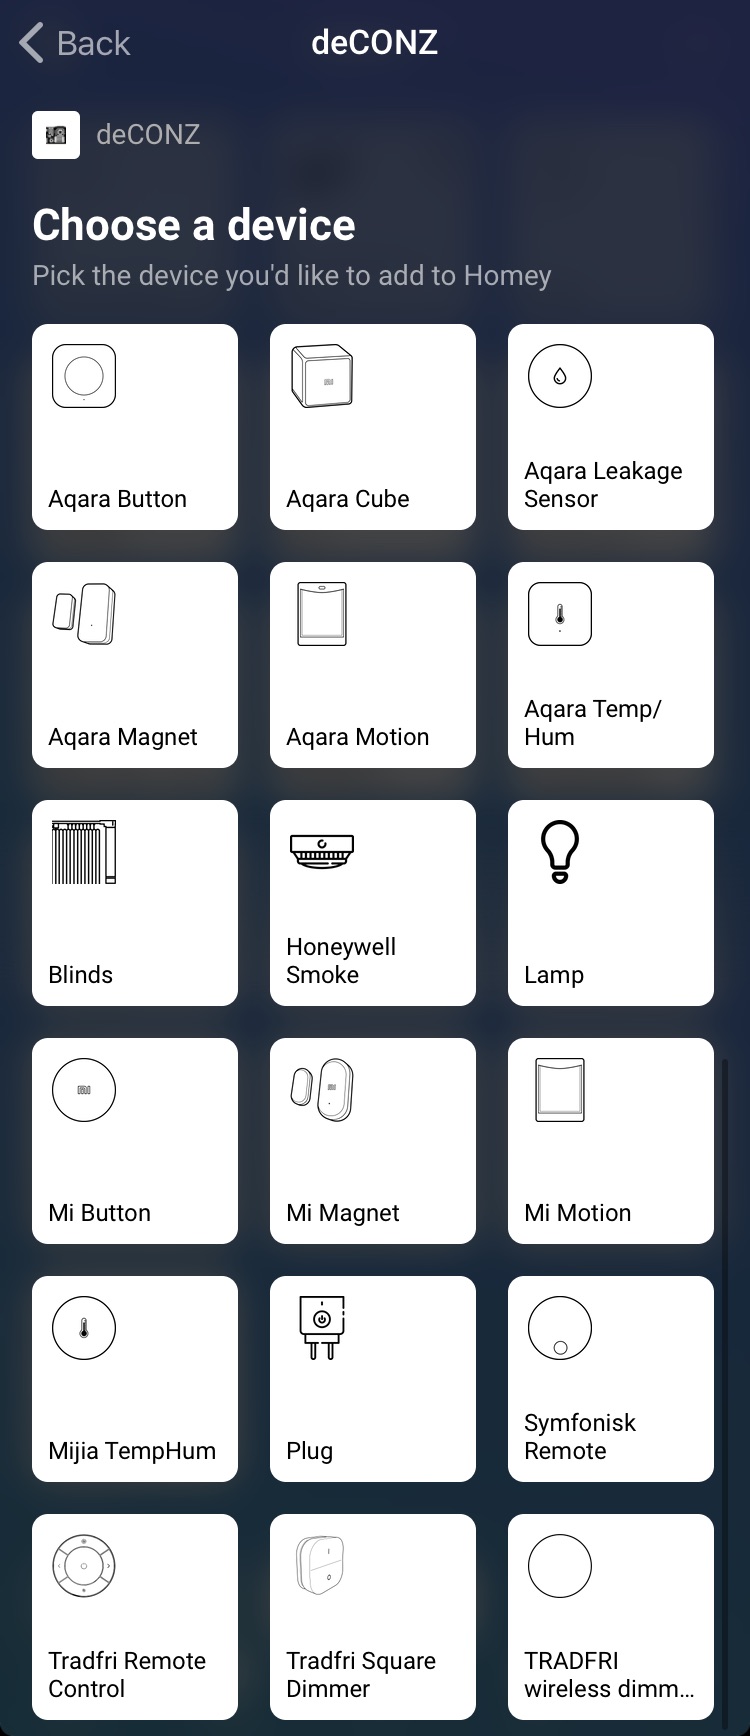 Back
deCONZ
deCONZ
Choose a device
Pick the device you'd like to add to Homey
Aqara Button
Aqara Cube
Aqara Leakage
Sensor
Aqara Magnet
Aqara Motion
Aqara Temp/
Hum
Blinds
Honeywell
Smoke
Lamp
Mi Button
Mi Magnet
Mi Motion
Mijia TempHum
Plug
Symfonisk
Remote
Tradfri Remote
Control
Tradfri Square
Dimmer
TRADFRI
wireless dimm...